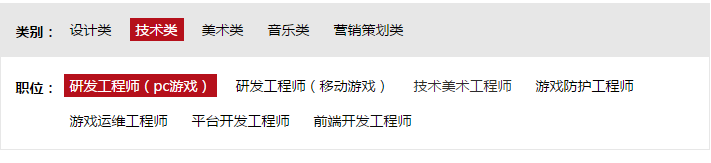 类别： 设计类 技术类 美术类 音乐类 营销策划类
职位： 研发工程师（pc游戏） 研发工程师（移动游戏） 技术美术工程师 游戏防护工程师
游戏运维工程师 平台开发工程师 前端开发工程师